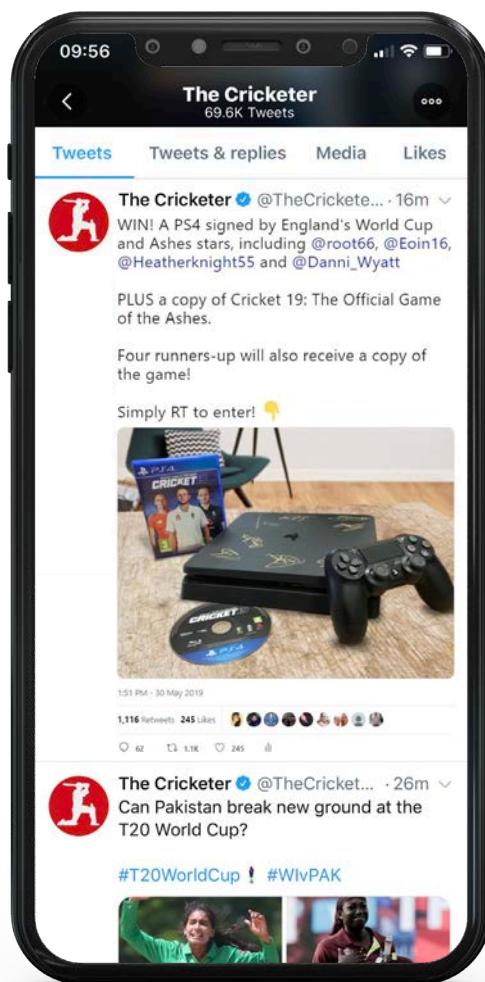 09:56
The Cricketer
69.6K Tweets
Tweets Tweets & replies Media Likes
The Cricketer @TheCrickete... · 16m
WIN! A PS4 signed by England's World Cup
and Ashes stars, including @root66, @Eoin16,
@Heatherknight55 and @Danni_Wyatt
PLUS a copy of Cricket 19: The Official Game
of the Ashes.
Four runners-up will also receive a copy of
the game!
Simply RT to enter! 👇
PS4
CRICKET
CRICKET
PS4
1:51 PM - 30 May 2019
1,116 Retweets 245 Likes
62 1.1K 245
The Cricketer @TheCricket... · 26m
Can Pakistan break new ground at the
T20 World Cup?
#T20WorldCup #WIvPAK